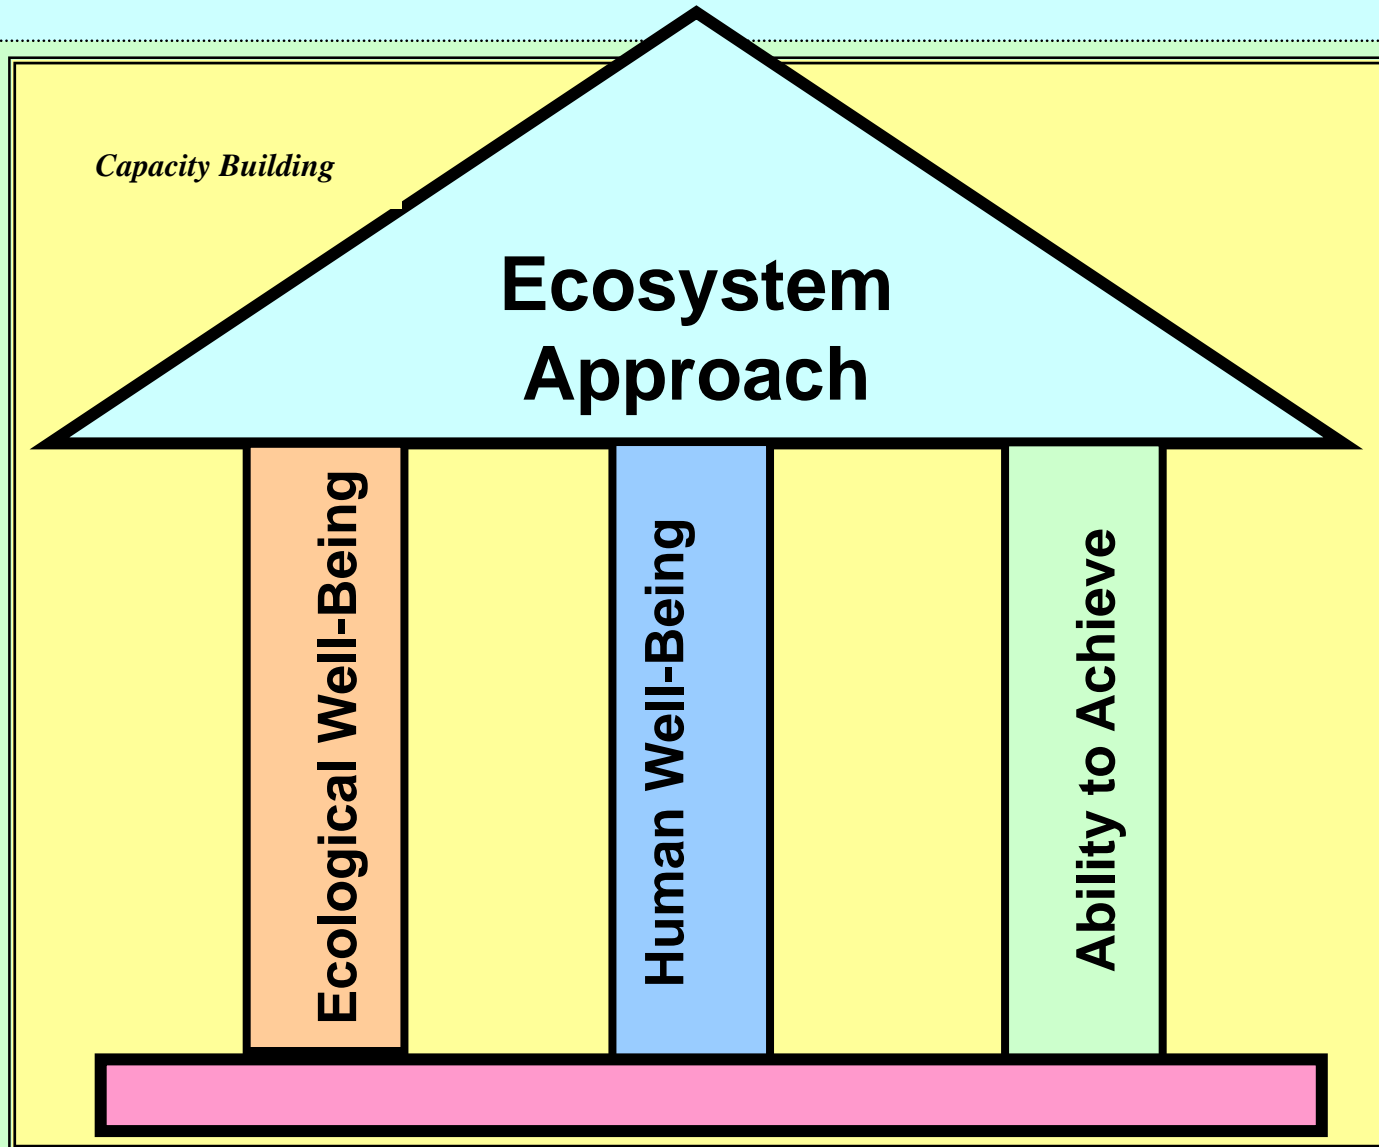 Capacity Building
Ecosystem
Approach
Ecological Well-Being
Human Well-Being
Ability to Achieve